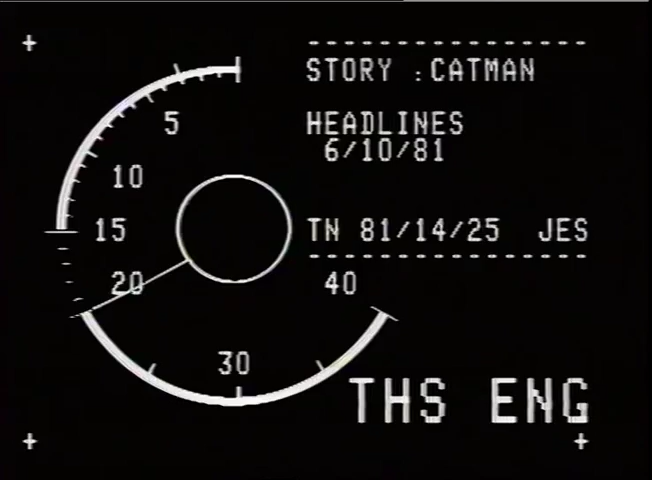 STORY :CATMAN
HEADLINES
6/10/81
TN 81/14/25 JES
5
10
15
20
30
40
THS ENG